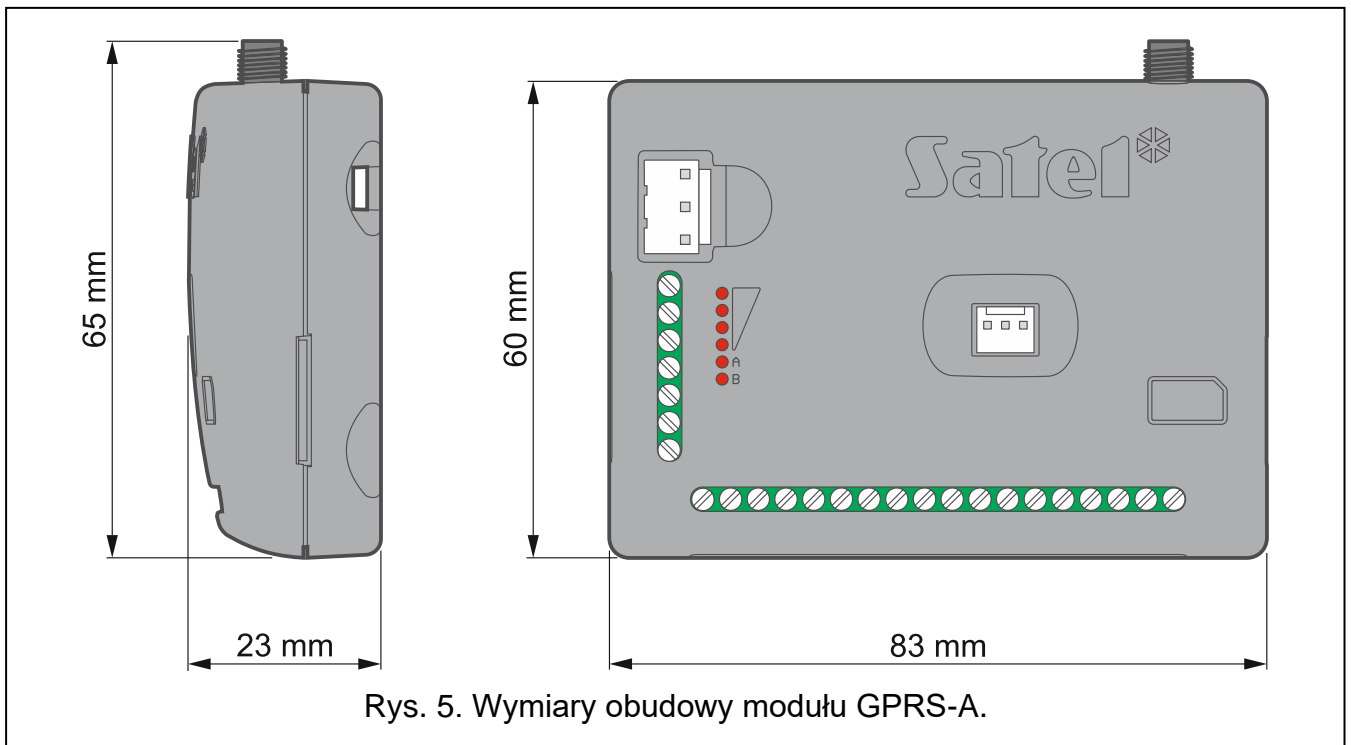 65 mm
23 mm
60 mm
Satel
A
B
83 mm
Rys. 5. Wymiary obudowy modułu GPRS-A.